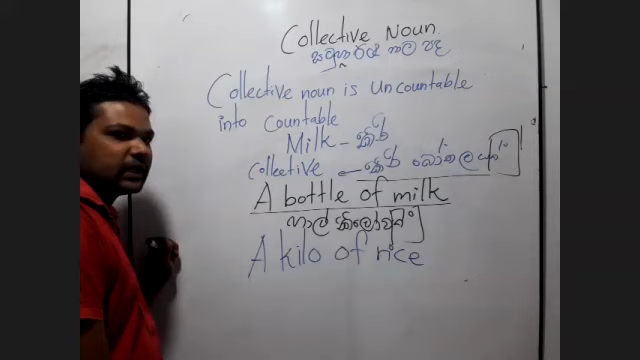 Collective Noun
සමූහාර්ථ නාම පද
Collective noun is Uncountable
into Countable
Milk - කිරි
Collective කිරි බෝතලයක්
A bottle of milk
හාල් කිලෝවක්
A kilo of rice